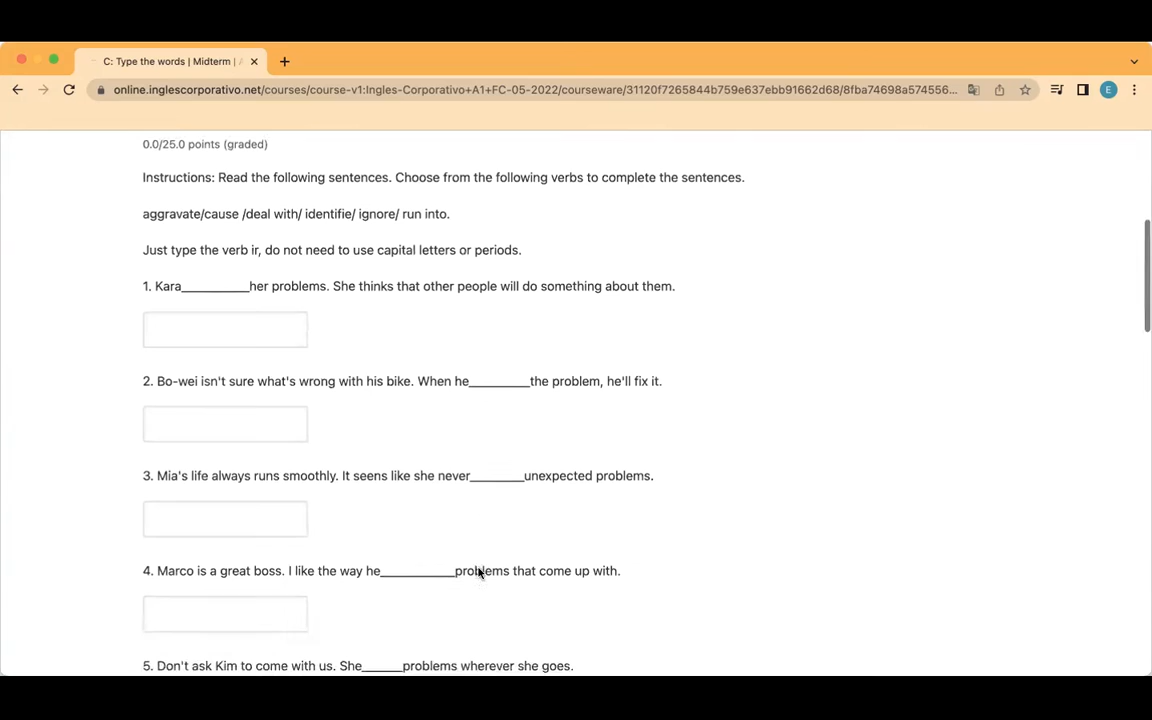 C: Type the words | Midterm |
online.inglescorporativo.net/courses/course-v1:Ingles-Corporativo+A1+FC-05-2022/courseware/31120f7265844b759e637ebb91662d68/8fba74698a574556...
E
0.0/25.0 points (graded)
Instructions: Read the following sentences. Choose from the following verbs to complete the sentences.
aggravate/cause /deal with/ identifie/ ignore/ run into.
Just type the verb ir, do not need to use capital letters or periods.
1. Kara__________her problems. She thinks that other people will do something about them.
2. Bo-wei isn't sure what's wrong with his bike. When he_________the problem, he'll fix it.
3. Mia's life always runs smoothly. It seens like she never________unexpected problems.
4. Marco is a great boss. I like the way he___________problems that come up with.
5. Don't ask Kim to come with us. She______problems wherever she goes.